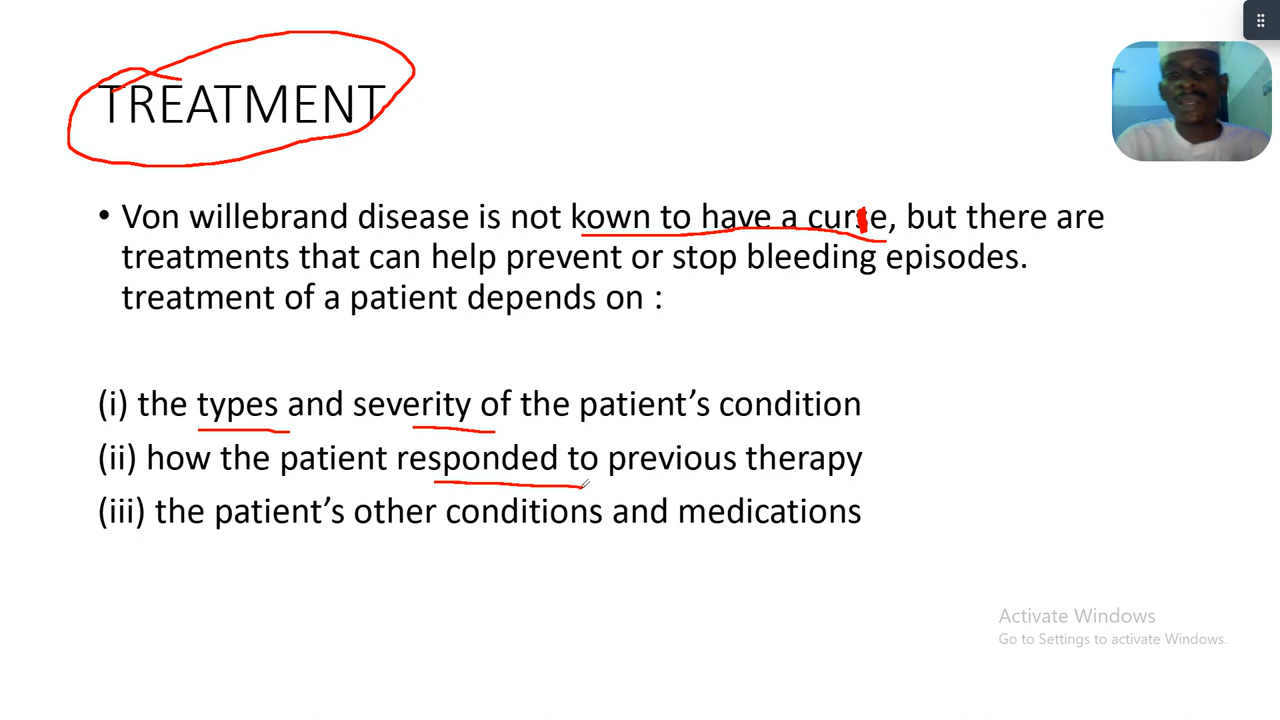 TREATMENT
• Von willebrand disease is not kown to have a curse, but there are
treatments that can help prevent or stop bleeding episodes.
treatment of a patient depends on :
(i) the types and severity of the patient’s condition
(ii) how the patient responded to previous therapy
(iii) the patient’s other conditions and medications
Activate Windows
Go to Settings to activate Windows.